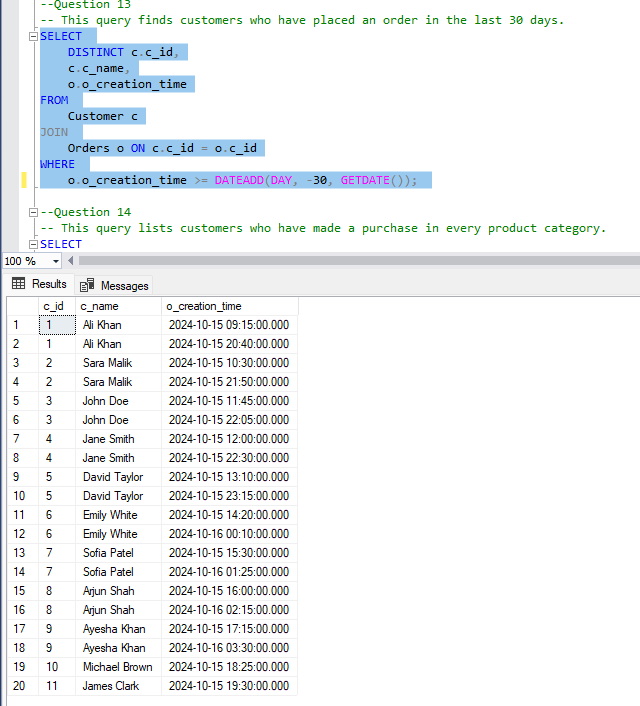 --Question 13
-- This query finds customers who have placed an order in the last 30 days.
SELECT
DISTINCT c.c_id,
c.c_name,
o.o_creation_time
FROM
Customer c
JOIN
Orders o ON c.c_id = o.c_id
WHERE
o.o_creation_time >= DATEADD(DAY, -30, GETDATE());
--Question 14
-- This query lists customers who have made a purchase in every product category.
SELECT
100 %
Results Messages
c_id c_name o_creation_time
1 1 Ali Khan 2024-10-15 09:15:00.000
2 1 Ali Khan 2024-10-15 20:40:00.000
3 2 Sara Malik 2024-10-15 10:30:00.000
4 2 Sara Malik 2024-10-15 21:50:00.000
5 3 John Doe 2024-10-15 11:45:00.000
6 3 John Doe 2024-10-15 22:05:00.000
7 4 Jane Smith 2024-10-15 12:00:00.000
8 4 Jane Smith 2024-10-15 22:30:00.000
9 5 David Taylor 2024-10-15 13:10:00.000
10 5 David Taylor 2024-10-15 23:15:00.000
11 6 Emily White 2024-10-15 14:20:00.000
12 6 Emily White 2024-10-16 00:10:00.000
13 7 Sofia Patel 2024-10-15 15:30:00.000
14 7 Sofia Patel 2024-10-16 01:25:00.000
15 8 Arjun Shah 2024-10-15 16:00:00.000
16 8 Arjun Shah 2024-10-16 02:15:00.000
17 9 Ayesha Khan 2024-10-15 17:15:00.000
18 9 Ayesha Khan 2024-10-16 03:30:00.000
19 10 Michael Brown 2024-10-15 18:25:00.000
20 11 James Clark 2024-10-15 19:30:00.000